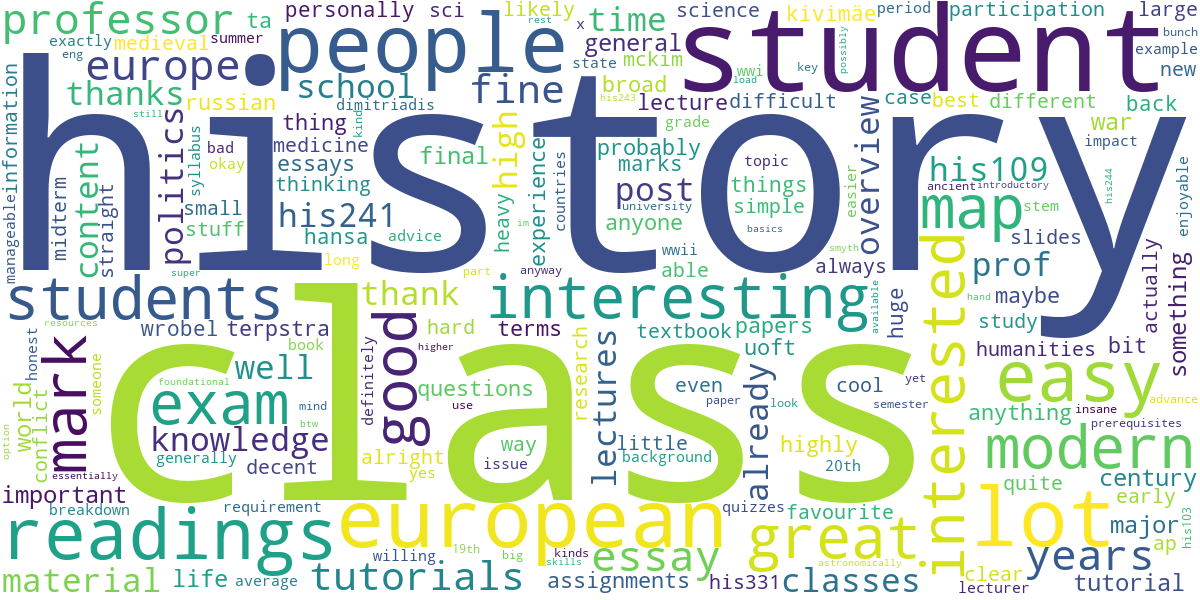 professor ta personally sci likely time science kivimäe period participation large
exactly medieval summer people x general student bunch
eng europe state mckim example
thanks russian school fine broad wwi key possibly new
history
information thing dimitriadis lecture difficult case best different back
still medicine kind load his243 grade war impact
politics syllabus bad okay essays final high experience countries probably marks topic overview his109
content straight midterm small thinking post things simple easier ancient introductory stem his244 enjoyable
manageable stuff his241 anyone university map
hansa advice heavy im basics slides
long wwii smyth prof actually
super part anyway able always maybe something
students thank interesting available hand study
resources wrobel terpstra hard terms textbook papers huge interested humanities bit
honest book higher uoft
class
mark someone well definitely good questions research lectures even cool yet easy
foundational use paper look semester insane advance
world conflict exam mind way already anything prerequisites
option knowledge btw little highly modern
generally decent alright yes issue background 20th
essentially quite century
important
breakdown requirement quizzes favourite lot early
readings european great major ap his103
willing 19th big kinds essay astronomically years clear
material life average tutorials skills assignments his331 classes lecturer tutorial
rest